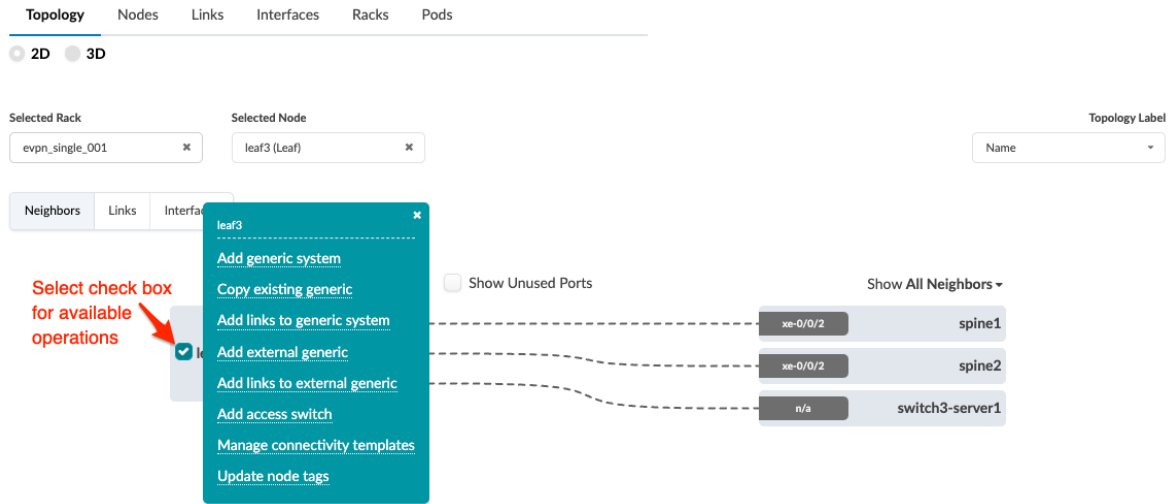 Topology Nodes Links Interfaces Racks Pods
2D 3D
Selected Rack Selected Node Topology Label
evpn_single_001 leaf3 (Leaf) Name
Neighbors Links
leaf3
Add generic system
Copy existing generic
Add links to generic system
Add external generic
Add links to external generic
Add access switch
Manage connectivity templates
Update node tags
Select check box
for available
operations
Show Unused Ports Show All Neighbors
xe-0/0/2 spine1
xe-0/0/2 spine2
n/a switch3-server1